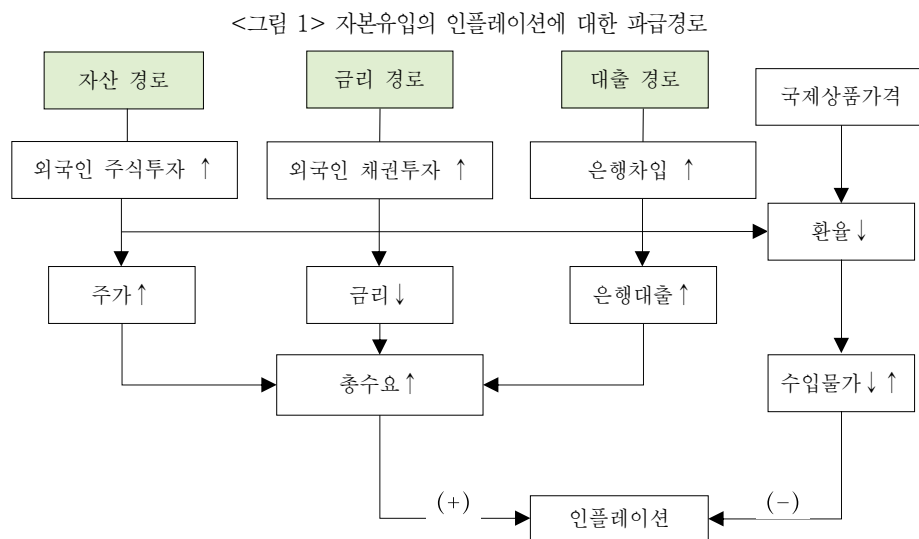 <그림 1> 자본유입의 인플레이션에 대한 파급경로
자산 경로
금리 경로
대출 경로
국제상품가격
외국인 주식투자 ↑
외국인 채권투자 ↑
은행차입 ↑
환율↓
주가↑
금리↓
은행대출↑
총수요↑
수입물가↓↑
(+)
(-)
인플레이션